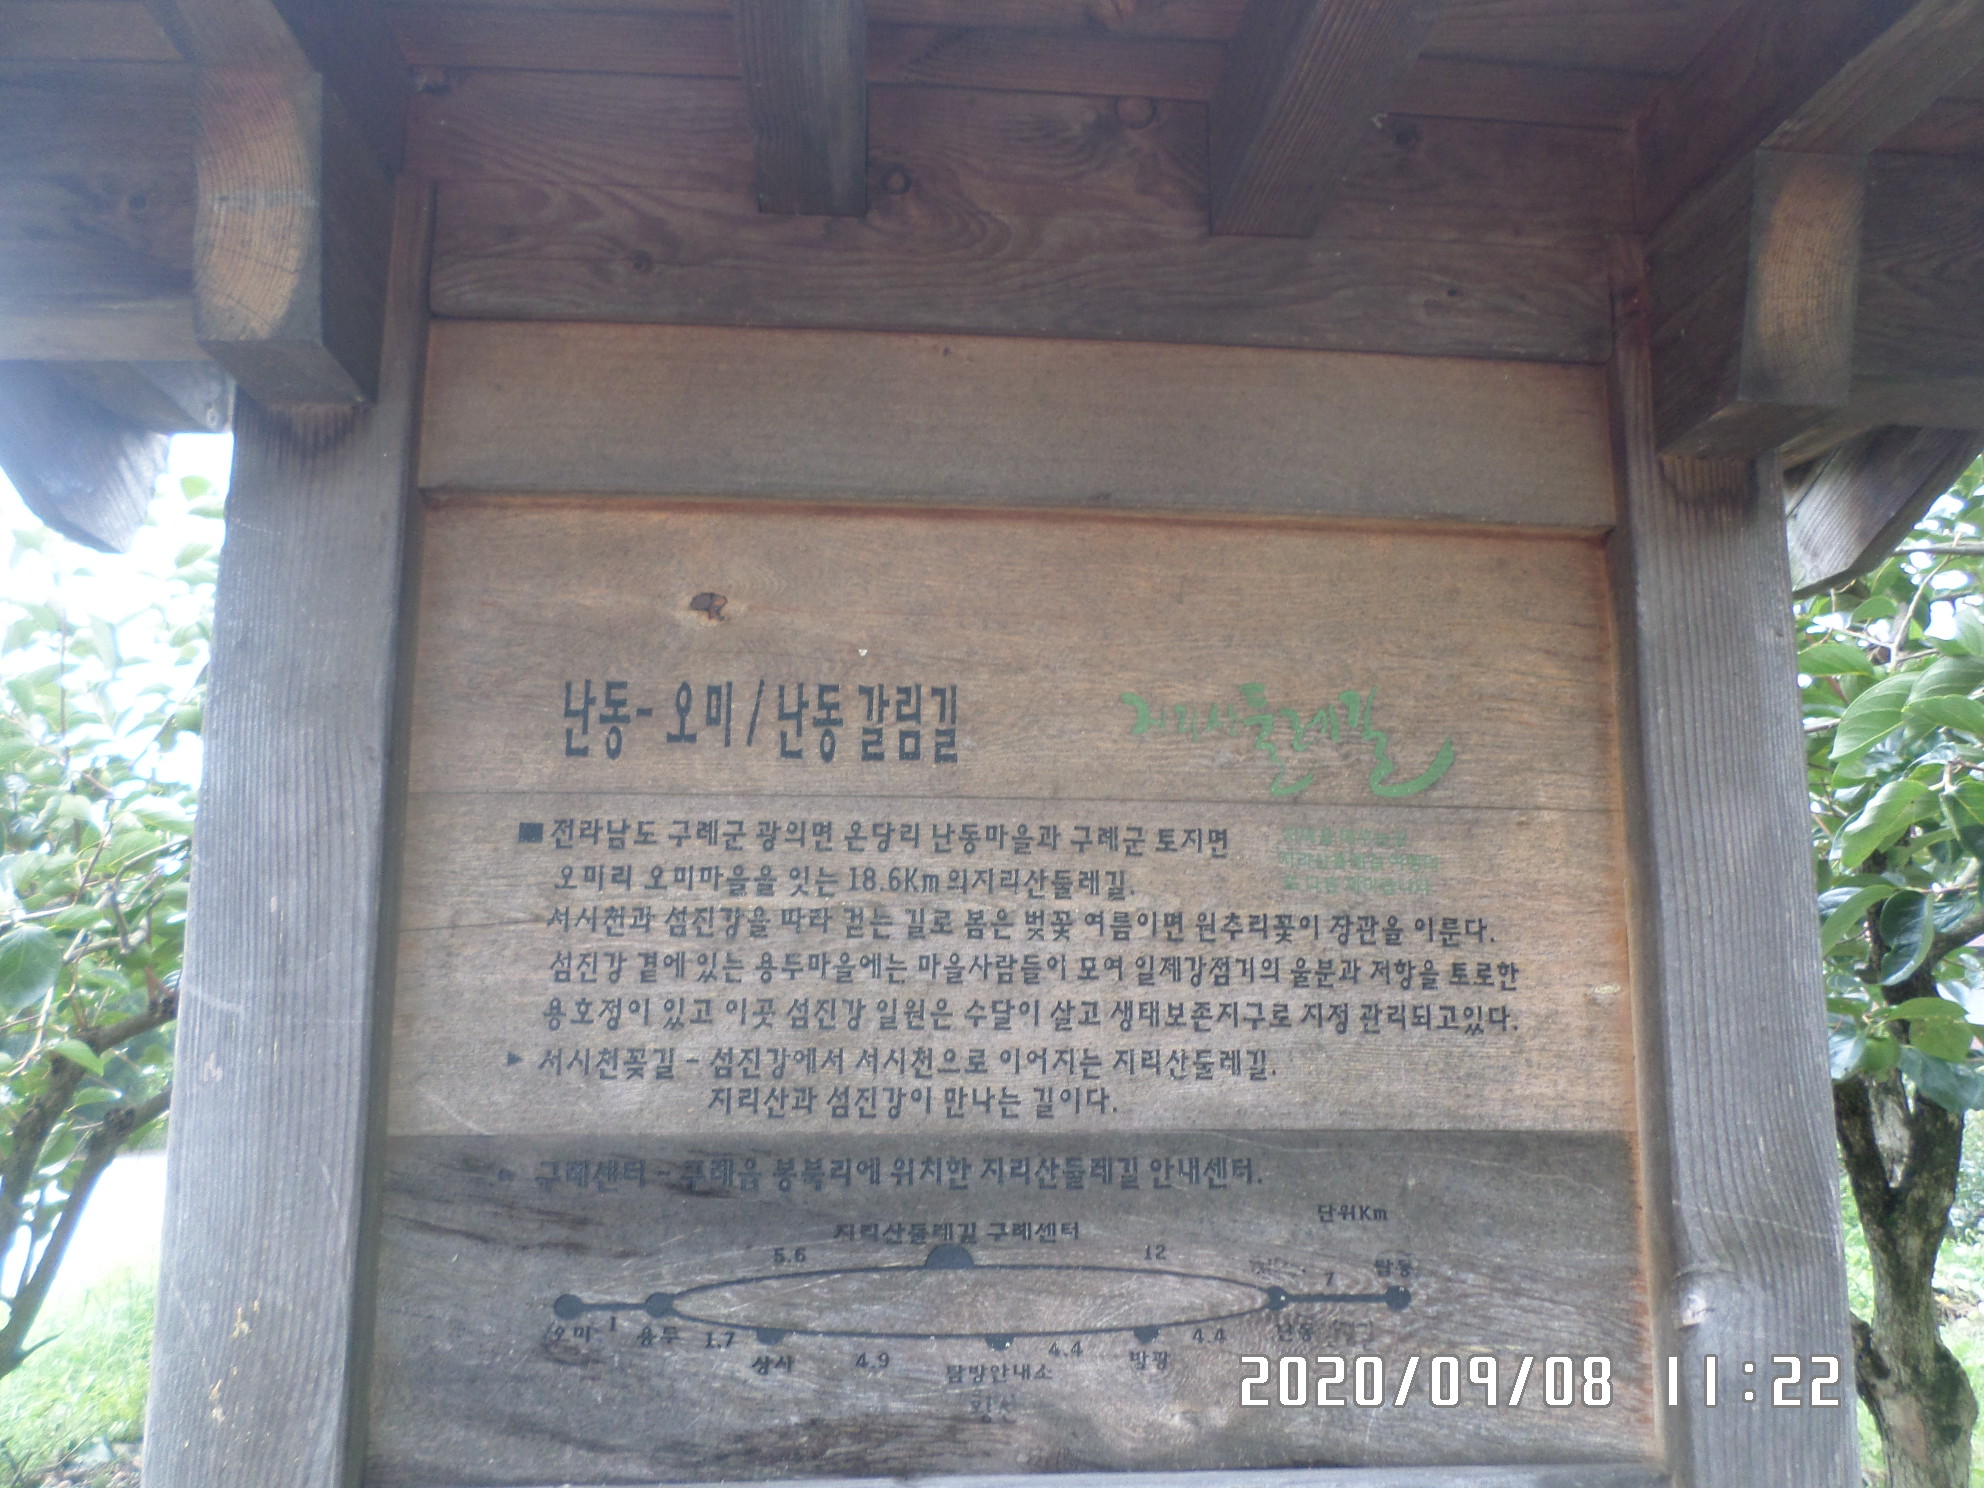 난동- 오미 / 난동 갈림길
지리산둘레길
전라남도 구례군 광의면 온당리 난동마을과 구례군 토지면
오미리 오미마을을 잇는 18.6Km의지리산둘레길.
서시천과 섬진강을 따라 걷는 길로 봄은 벚꽃 여름이면 원추리꽃이 장관을 이룬다.
섬진강 곁에 있는 용두마을에는 마을사람들이 모여 일제강점기의 울분과 저항을 토로한
용호정이 있고 이곳 섬진강 일원은 수달이 살고 생태보존지구로 지정 관리되고있다.
▶ 서시천꽃길 - 섬진강에서 서시천으로 이어지는 지리산둘레길.
지리산과 섬진강이 만나는 길이다.
구례센터 - 구례읍 봉북리에 위치한 지리산둘레길 안내센터.
단위Km
지리산둘레길 구례센터
5.6
12
7
탑동
오미
1
용두
1.7
상사
4.9
탐방안내소
4.4
방광
4.4
난동
2020/09/08 11:22